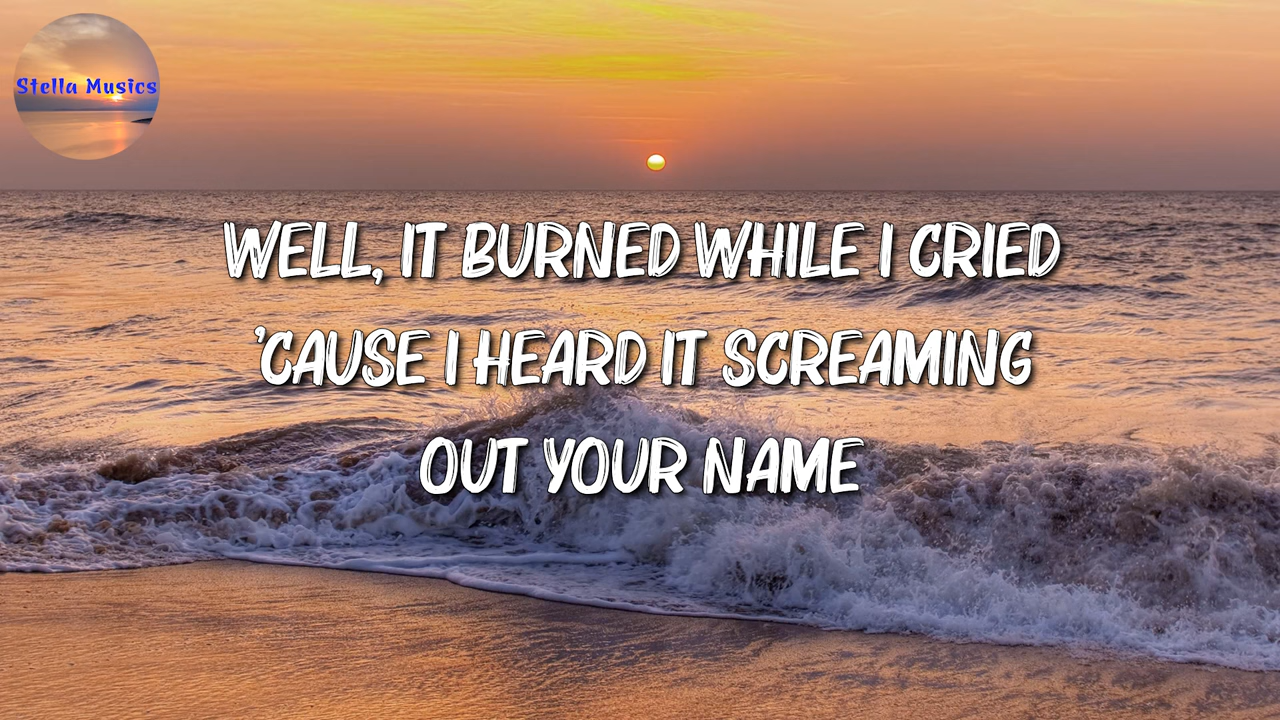 Stella Musics
WELL, IT BURNED WHILE I CRIED
'CAUSE I HEARD IT SCREAMING
OUT YOUR NAME